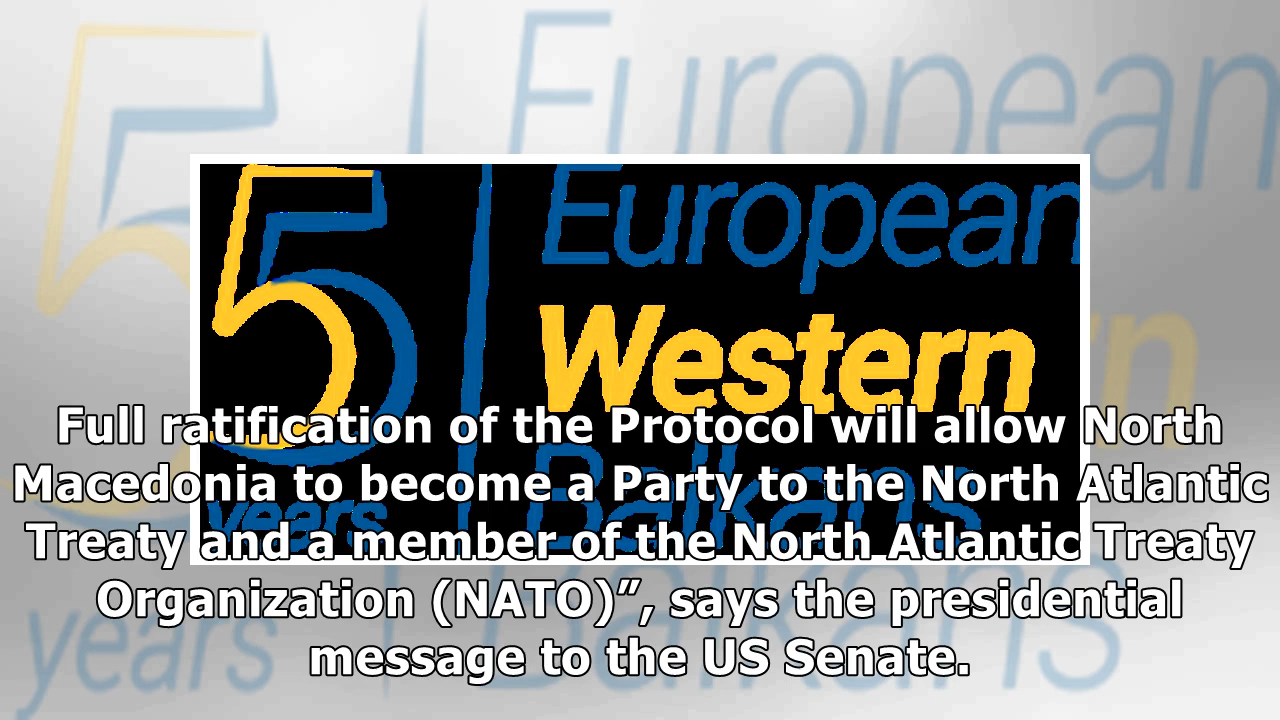 5 European
Western
Balkans
years
Full ratification of the Protocol will allow North
Macedonia to become a Party to the North Atlantic
Treaty and a member of the North Atlantic Treaty
Organization (NATO)”, says the presidential
message to the US Senate.